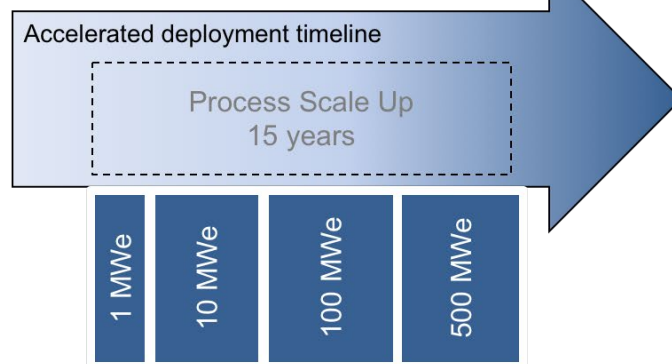 Accelerated deployment timeline
Process Scale Up
15 years
1 MWe
10 MWe
100 MWe
500 MWe